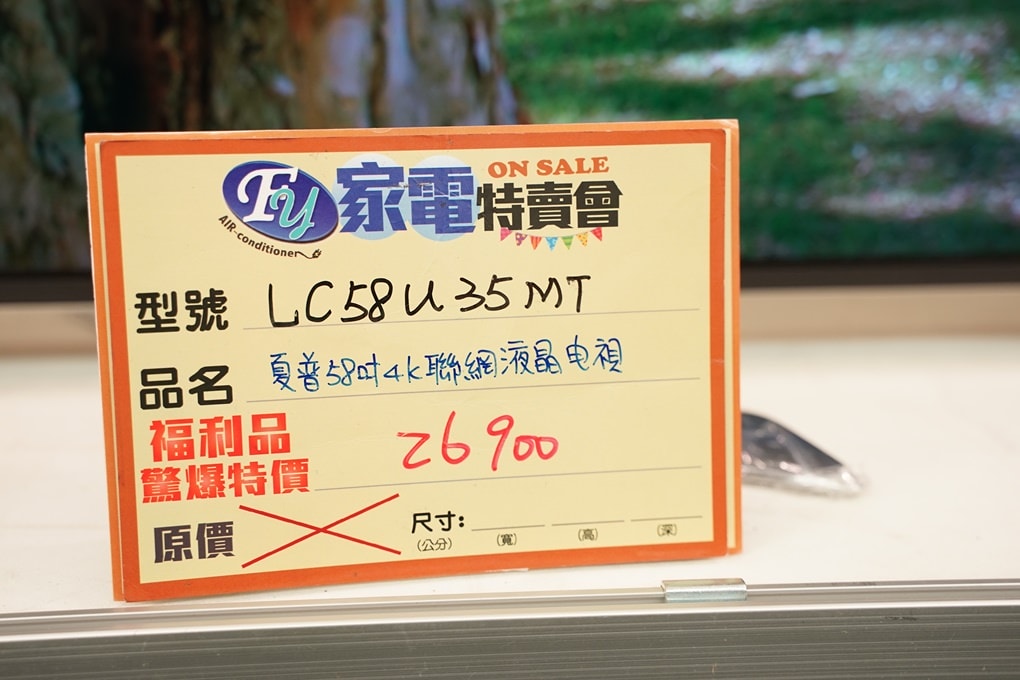 FY
AIR-conditioner
家電
ON SALE
特賣會
型號 LC58U35MT
品名 夏普58吋4K聯網液晶电視
福利品
驚爆特價 26900
原價
尺寸:
(公分) (寬) (高) (深)